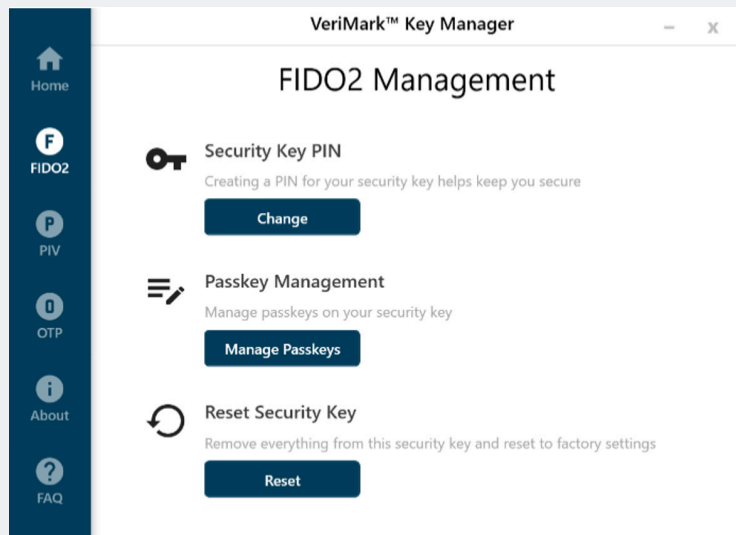 VeriMark™ Key Manager
– x
Home
F
FIDO2
P
PIV
O
OTP
i
About
?
FAQ
FIDO2 Management
Security Key PIN
Creating a PIN for your security key helps keep you secure
Change
Passkey Management
Manage passkeys on your security key
Manage Passkeys
Reset Security Key
Remove everything from this security key and reset to factory settings
Reset